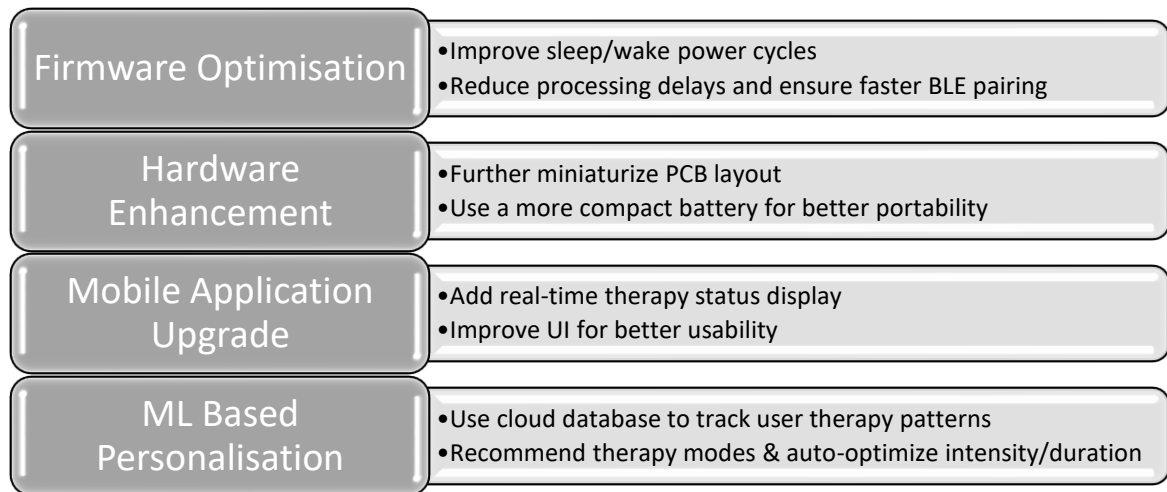 Firmware Optimisation
•Improve sleep/wake power cycles
•Reduce processing delays and ensure faster BLE pairing
Hardware
Enhancement
•Further miniaturize PCB layout
•Use a more compact battery for better portability
Mobile Application
Upgrade
•Add real-time therapy status display
•Improve UI for better usability
ML Based
Personalisation
•Use cloud database to track user therapy patterns
•Recommend therapy modes & auto-optimize intensity/duration